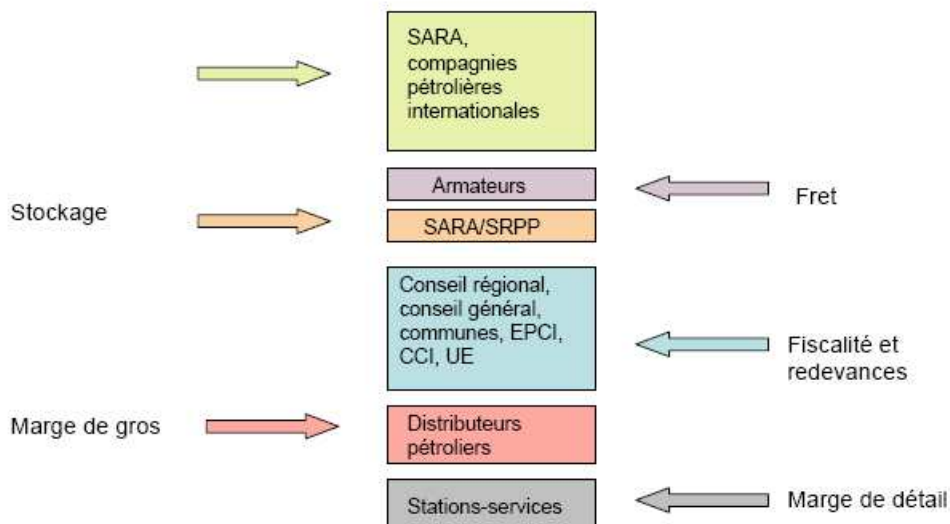 SARA,
compagnies
pétrolières
internationales
Armateurs
Fret
Stockage
SARA/SRPP
Conseil régional,
conseil général,
communes, EPCI,
CCI, UE
Fiscalité et
redevances
Marge de gros
Distributeurs
pétroliers
Stations-services
Marge de détail